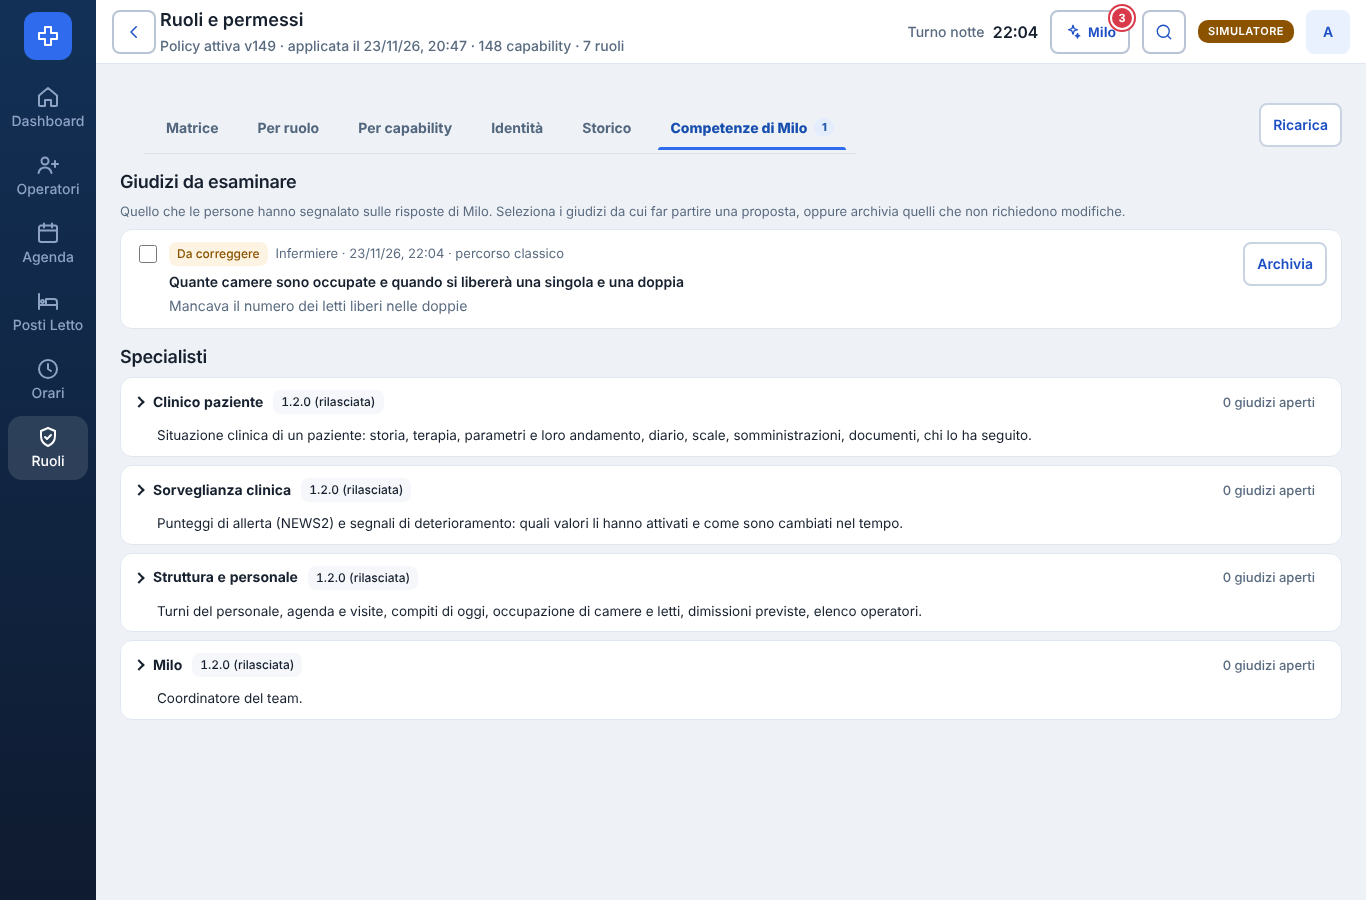 Dashboard
Operatori
Agenda
Posti Letto
Orari
Ruoli
Ruoli e permessi
Policy attiva v149 · applicata il 23/11/26, 20:47 · 148 capability · 7 ruoli
Turno notte 22:04
Milo
3
SIMULATORE
A
Matrice
Per ruolo
Per capability
Identità
Storico
Competenze di Milo 1
Ricarica
Giudizi da esaminare
Quello che le persone hanno segnalato sulle risposte di Milo. Seleziona i giudizi da cui far partire una proposta, oppure archivia quelli che non richiedono modifiche.
Da correggere Infermiere · 23/11/26, 22:04 · percorso classico
Quante camere sono occupate e quando si libererà una singola e una doppia
Mancava il numero dei letti liberi nelle doppie
Archivia
Specialisti
Clinico paziente 1.2.0 (rilasciata) 0 giudizi aperti
Situazione clinica di un paziente: storia, terapia, parametri e loro andamento, diario, scale, somministrazioni, documenti, chi lo ha seguito.
Sorveglianza clinica 1.2.0 (rilasciata) 0 giudizi aperti
Punteggi di allerta (NEWS2) e segnali di deterioramento: quali valori li hanno attivati e come sono cambiati nel tempo.
Struttura e personale 1.2.0 (rilasciata) 0 giudizi aperti
Turni del personale, agenda e visite, compiti di oggi, occupazione di camere e letti, dimissioni previste, elenco operatori.
Milo 1.2.0 (rilasciata) 0 giudizi aperti
Coordinatore del team.